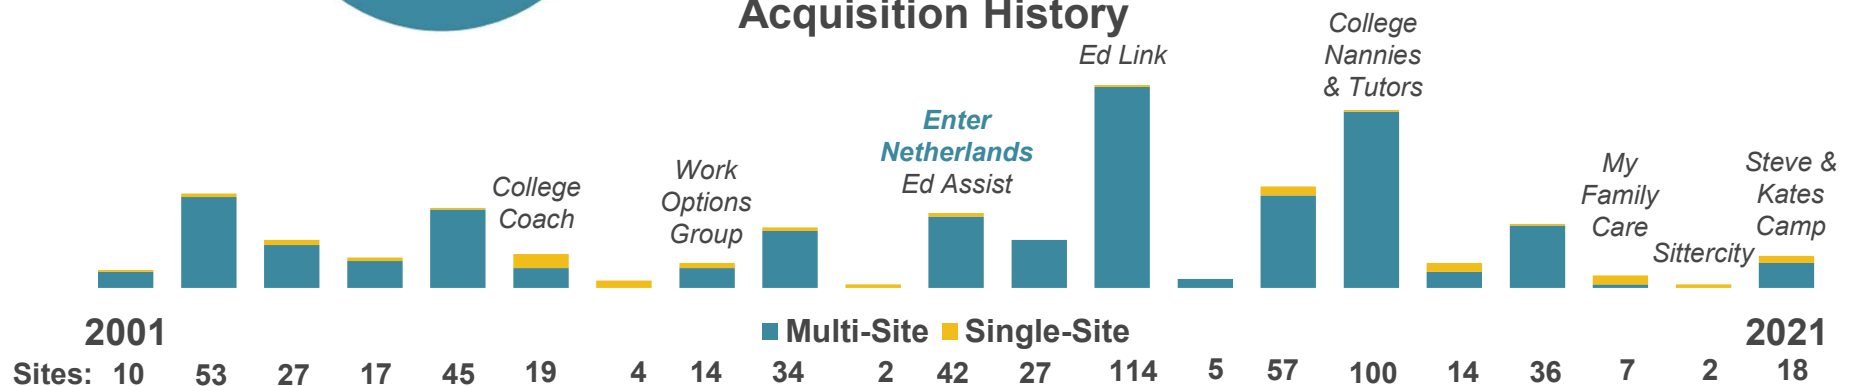 Acquisition History
College
Coach
Work
Options
Group
Enter
Netherlands
Ed Assist
Ed Link
College
Nannies
& Tutors
My
Family
Care
Sittercity
Steve &
Kates
Camp
2001
Multi-Site Single-Site
2021
Sites: 10 53 27 17 45 19 4 14 34 2 42 27 114 5 57 100 14 36 7 2 18